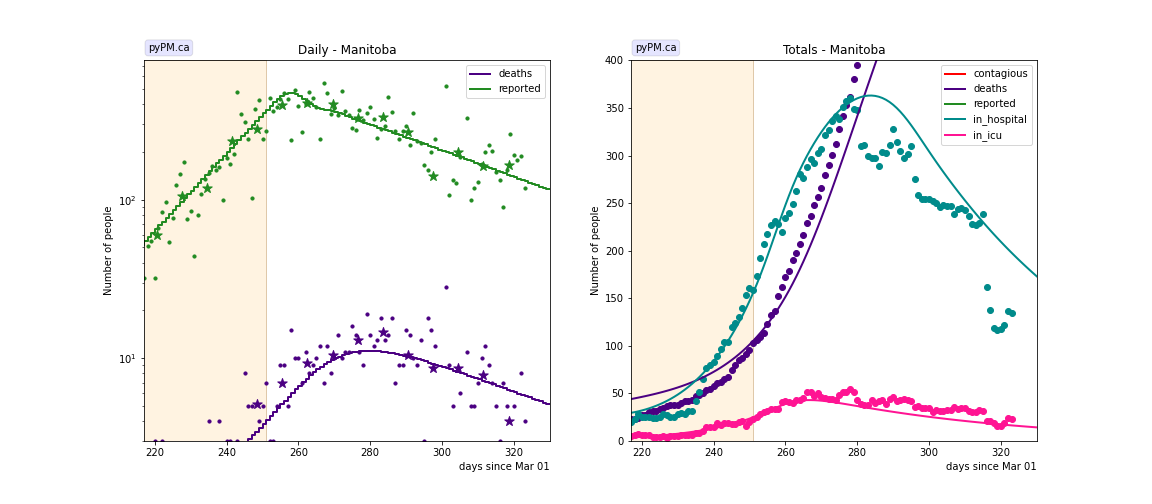 pyPM.ca
Daily - Manitoba
deaths
reported
Number of people
10²
10¹
220 240 260 280 300 320
days since Mar 01
pyPM.ca
Totals - Manitoba
contagious
deaths
reported
in_hospital
in_icu
Number of people
400
350
300
250
200
150
100
50
0
220 240 260 280 300 320
days since Mar 01